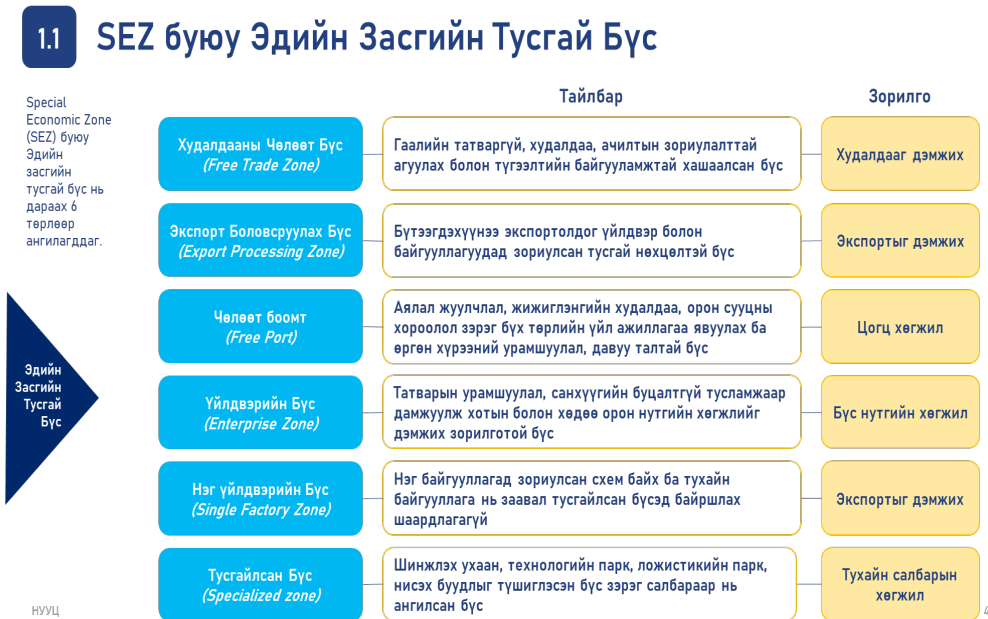 1.1
SEZ буюу Эдийн Засгийн Тусгай Бүс
Special
Economic Zone
(SEZ) буюу
Эдийн
засгийн
тусгай бүс нь
дараах 6
төрлөөр
ангилагддаг.
Эдийн
Засгийн
Тусгай
Бүс
Тайлбар
Зорилго
Худалдааны Чөлөөт Бүс
(Free Trade Zone)
Гаалийн татваргүй, худалдаа, ачилтын зориулалттай
агуулах болон түгээлтийн байгууламжтай хашаалсан бүс
Худалдааг дэмжих
Экспорт Боловсруулах Бүс
(Export Processing Zone)
Бүтээгдэхүүнээ экспортолдог үйлдвэр болон
байгууллагуудад зориулсан тусгай нөхцөлтэй бүс
Экспортыг дэмжих
Чөлөөт боомт
(Free Port)
Аялал жуулчлал, жижиглэнгийн худалдаа, орон сууцны
хороолол зэрэг бүх төрлийн үйл ажиллагаа явуулах ба
өргөн хүрээний урамшуулал, давуу талтай бүс
Цогц хөгжил
Үйлдвэрийн Бүс
(Enterprise Zone)
Татварын урамшуулал, санхүүгийн буцалтгүй тусламжаар
дамжуулж хотын болон хөдөө орон нутгийн хөгжлийг
дэмжих зорилготой бүс
Бүс нутгийн хөгжил
Нэг үйлдвэрийн Бүс
(Single Factory Zone)
Нэг байгууллагад зориулсан схем байх ба тухайн
байгууллага нь заавал тусгайлсан бүсэд байршлах
шаардлагагүй
Экспортыг дэмжих
Тусгайлсан Бүс
(Specialized zone)
Шинжлэх ухаан, технологийн парк, ложистикийн парк,
нисэх буудлыг түшиглэсэн бүс зэрэг салбараар нь
ангилсан бүс
Тухайн салбарын
хөгжил
НУУЦ
4